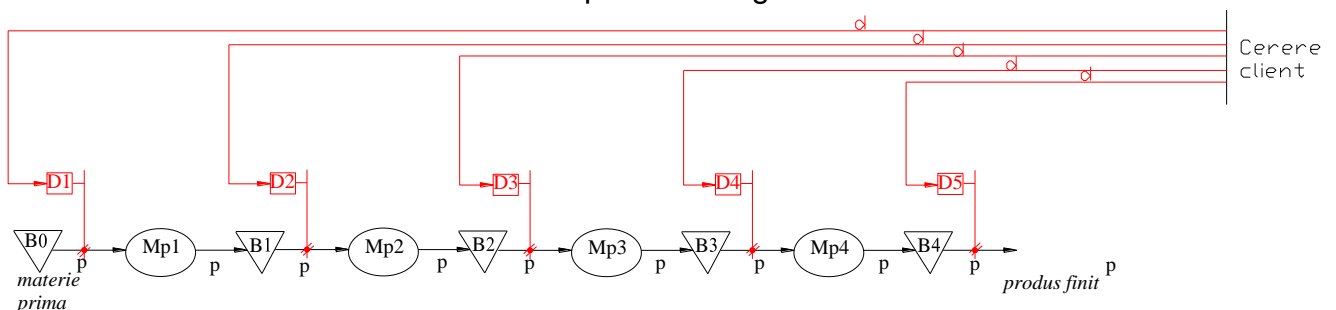 d
d
d
d
d
Cerere
client
D1
D2
D3
D4
D5
B0
Mp1
B1
Mp2
B2
Mp3
B3
Mp4
B4
p
p
p
p
p
p
p
p
p
p
materie
prima
produs finit